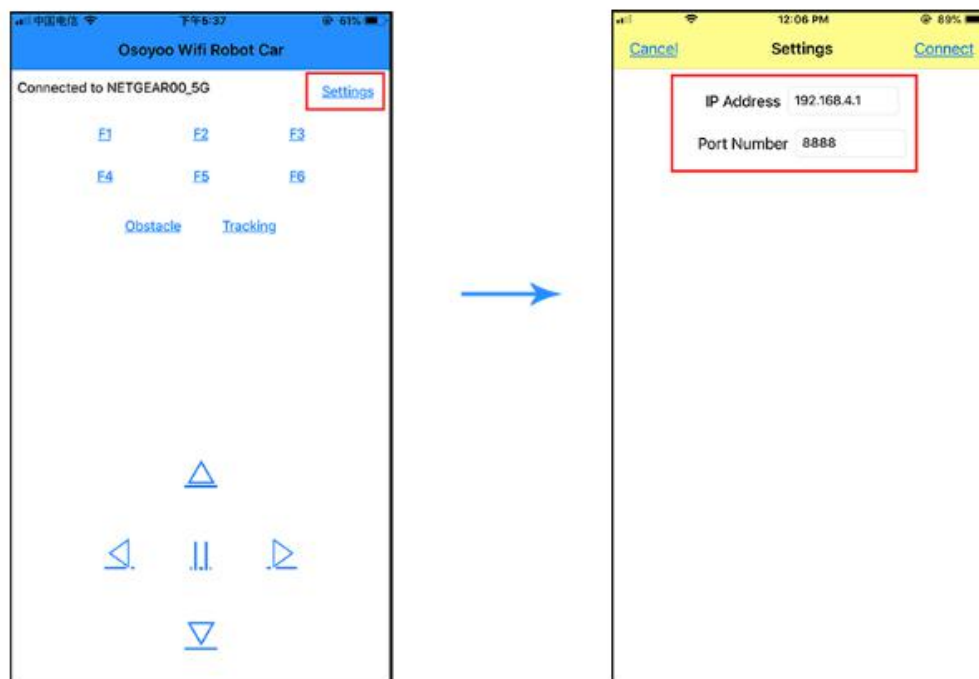 中国电信 下午5:37 61%
Osoyoo Wifi Robot Car
Connected to NETGEAR00_5G Settings
F1 F2 F3
F4 F5 F6
Obstacle Tracking
12:06 PM 89%
Cancel Settings Connect
IP Address 192.168.4.1
Port Number 8888